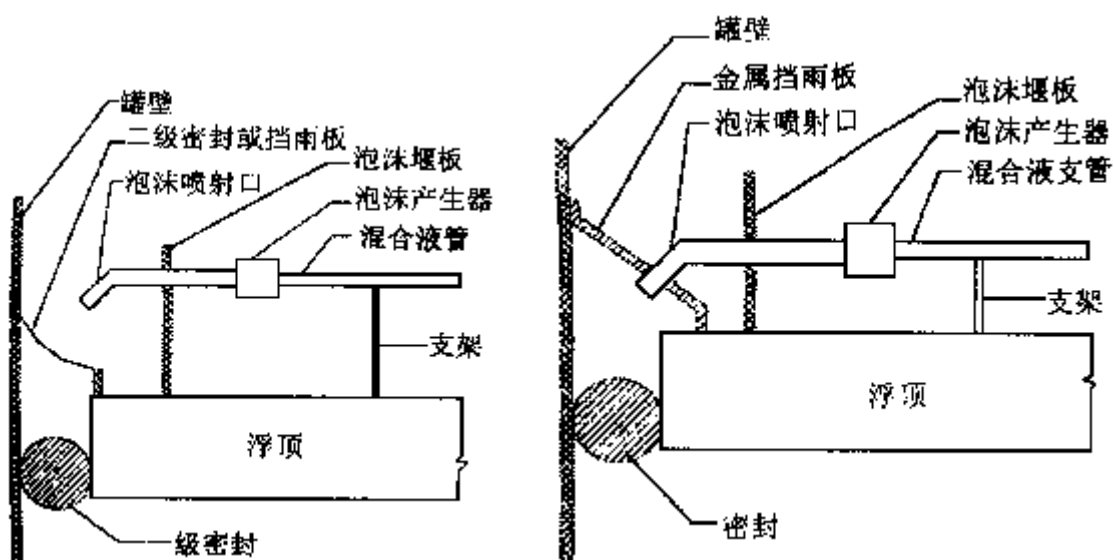 罐壁
二级密封或挡雨板
泡沫喷射口
泡沫堰板
泡沫产生器
混合液管
支架
浮顶
级密封
罐壁
金属挡雨板
泡沫喷射口
泡沫堰板
泡沫产生器
混合液支管
支架
浮顶
密封